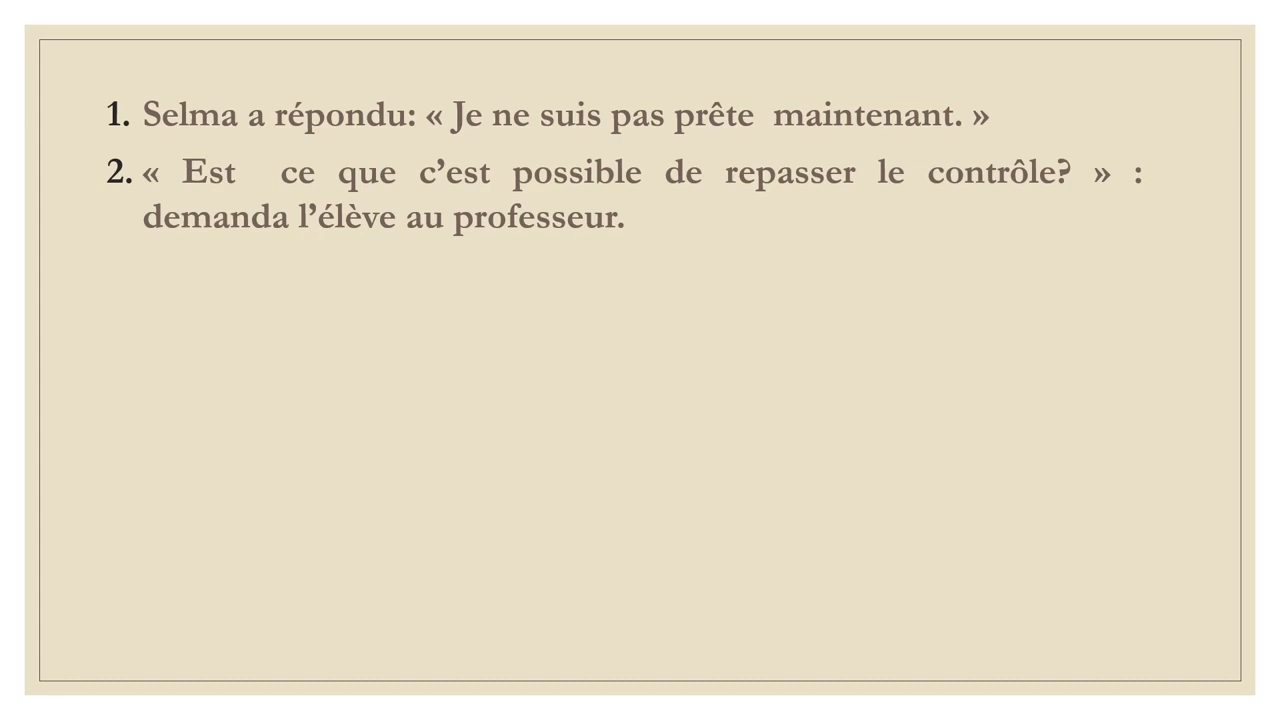 1. Selma a répondu: « Je ne suis pas prête  maintenant. »
2. « Est  ce que c’est possible de repasser le contrôle? » :
demanda l’élève au professeur.